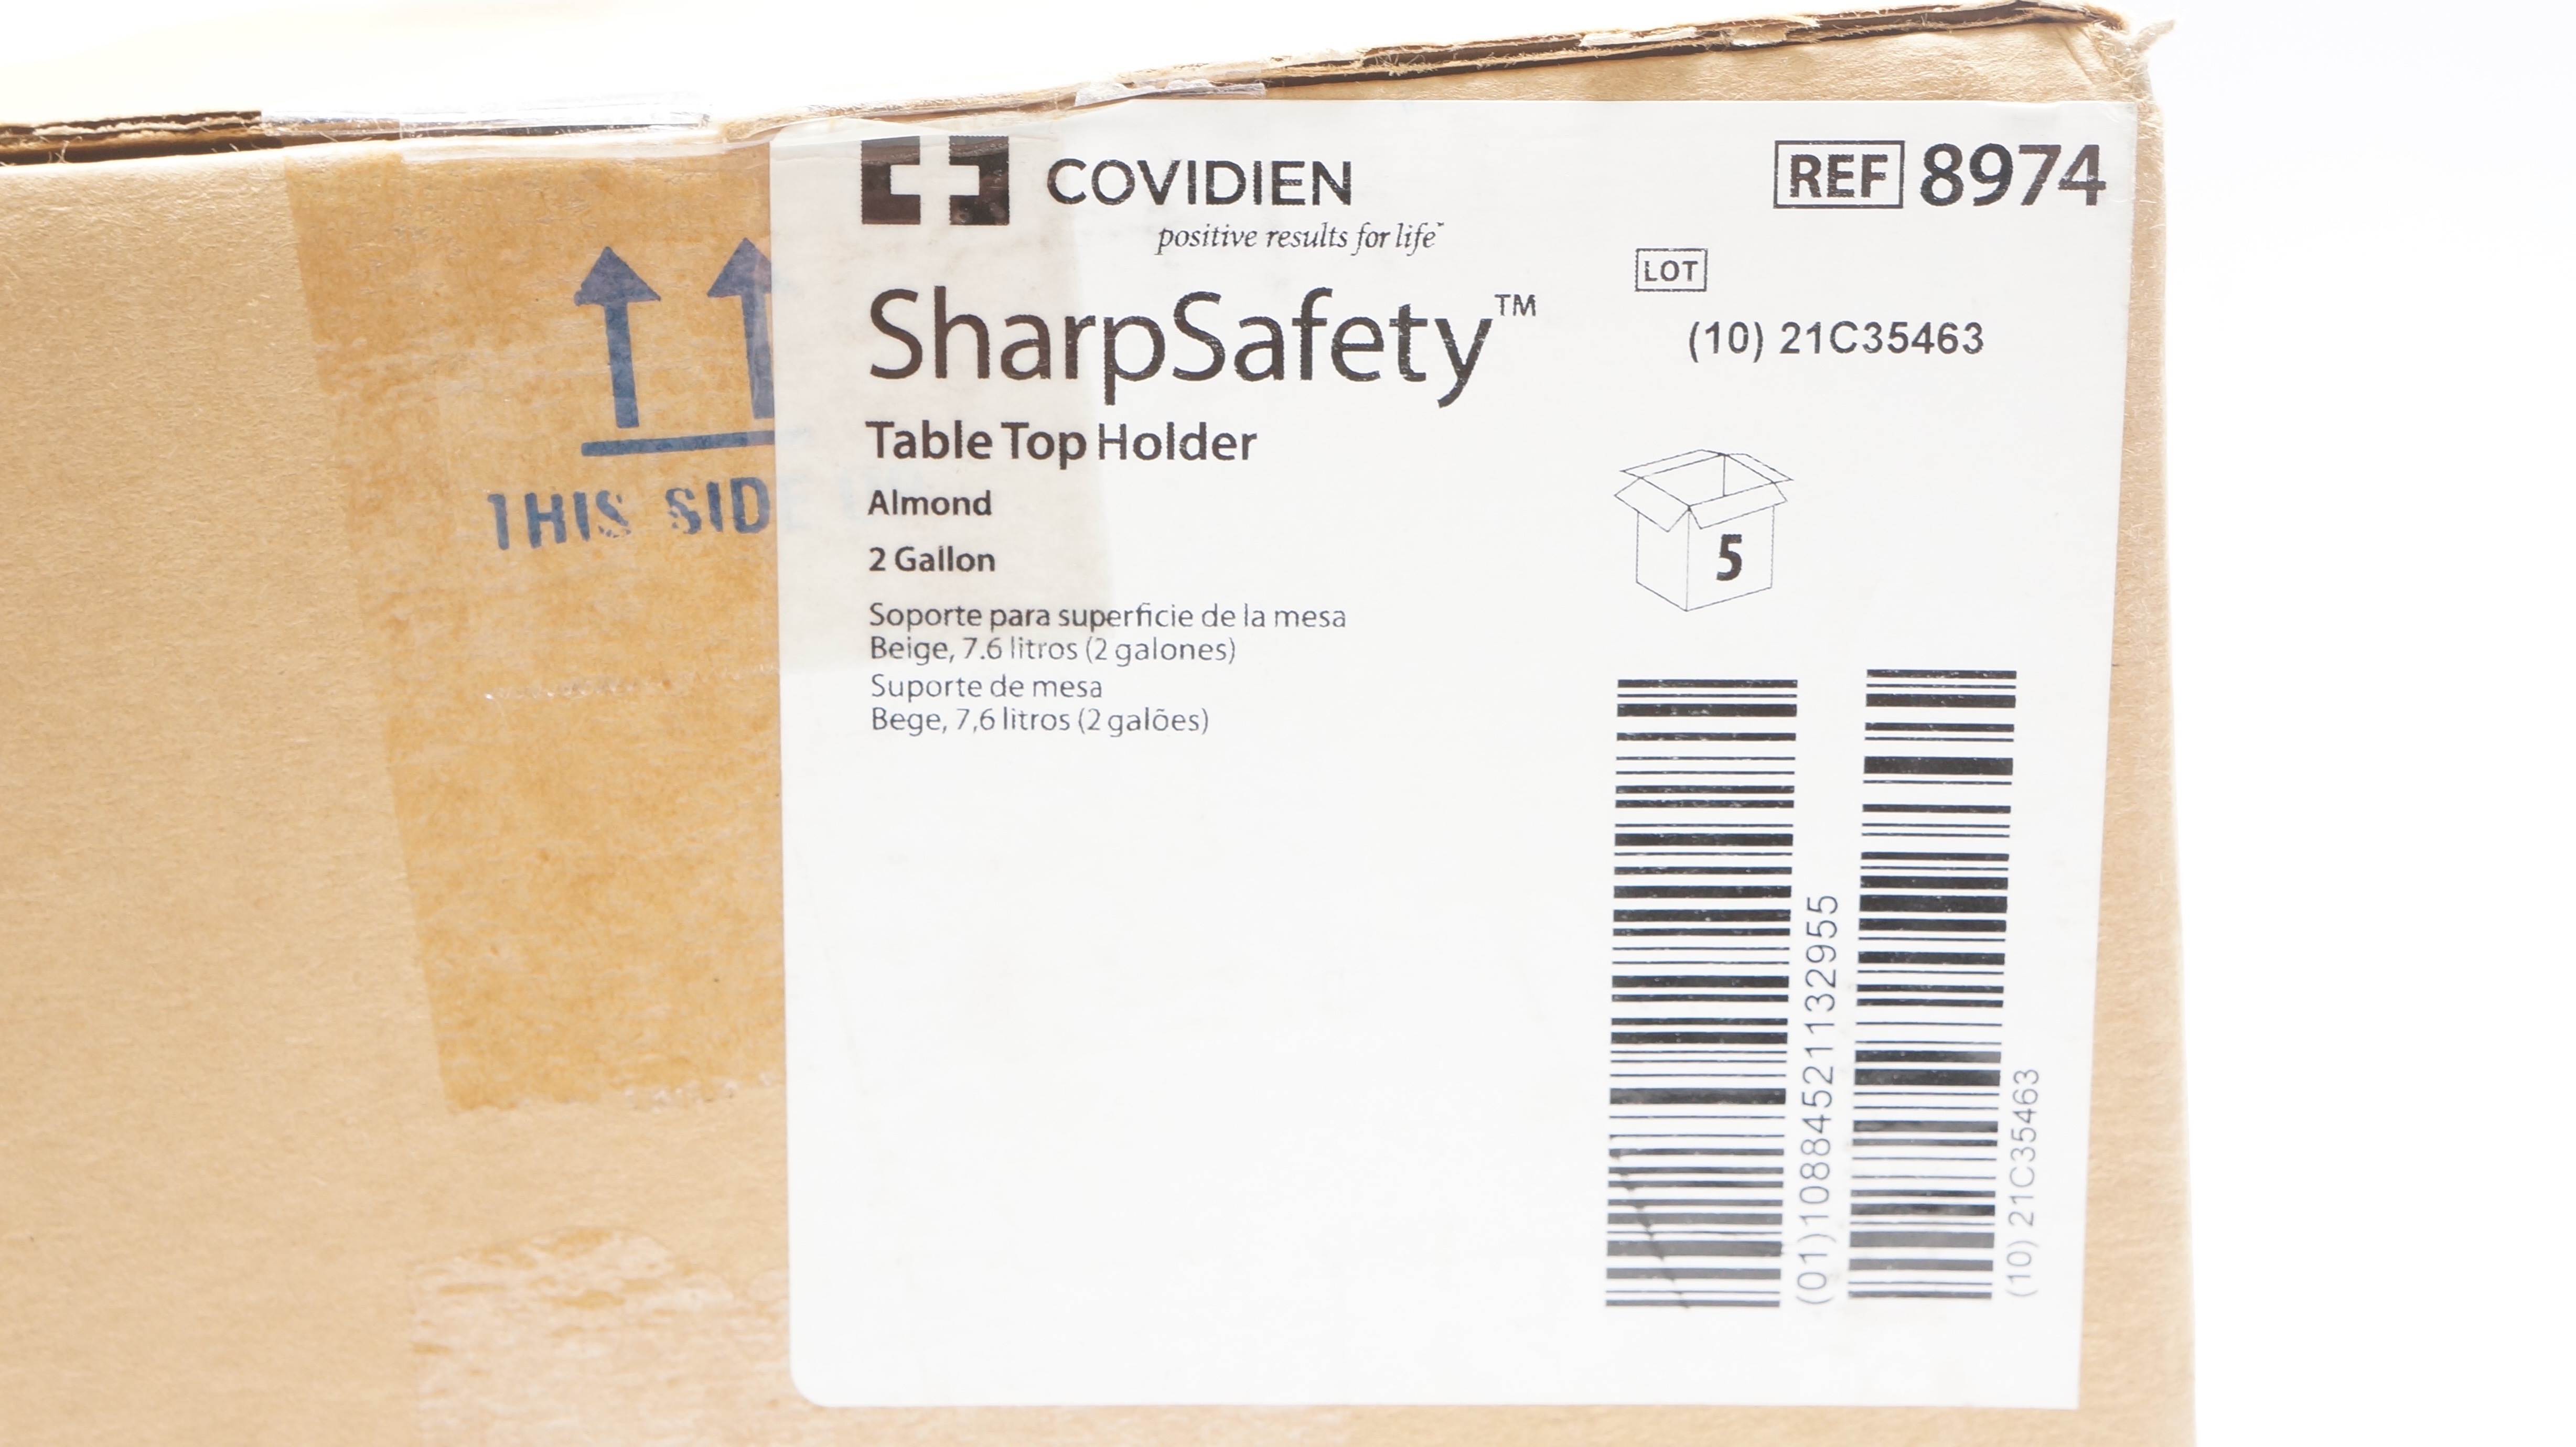 THIS SIDE
COVIDIEN
positive results for life™
SharpSafety™
Table Top Holder
Almond
2 Gallon
Soporte para superficie de la mesa
Beige, 7.6 litros (2 galones)
Suporte de mesa
Bege, 7,6 litros (2 galões)
REF 8974
LOT
(10) 21C35463
5
(01)10884521132955
(10) 21C35463